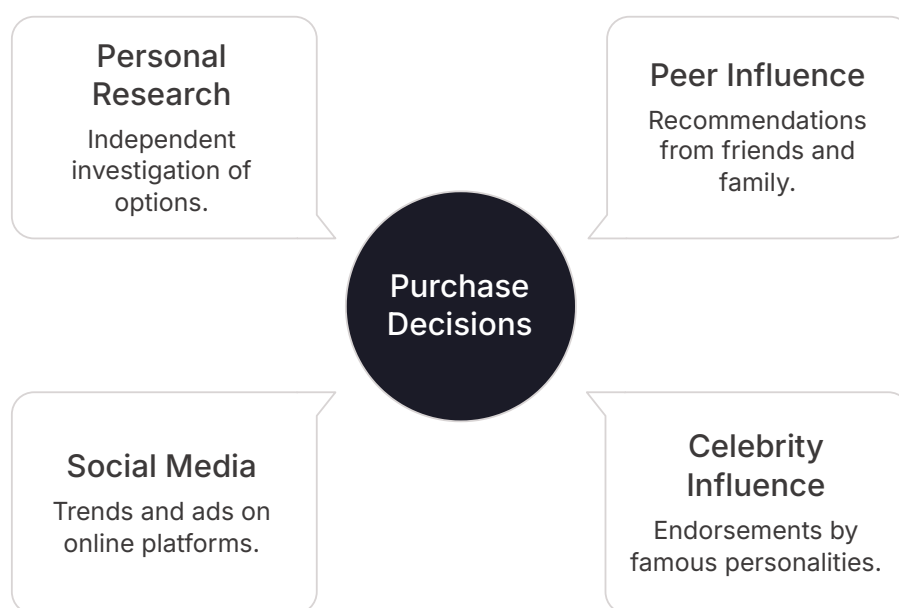 Personal
Research
Independent
investigation of
options.
Peer Influence
Recommendations
from friends and
family.
Purchase
Decisions
Social Media
Trends and ads on
online platforms.
Celebrity
Influence
Endorsements by
famous personalities.